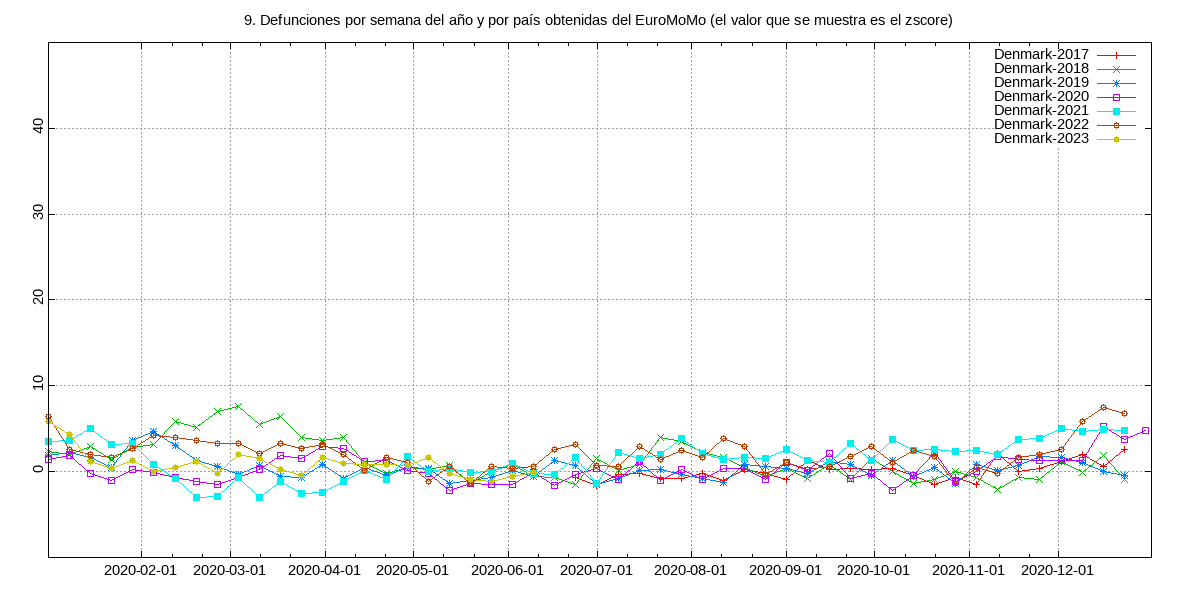 9. Defunciones por semana del año y por país obtenidas del EuroMoMo (el valor que se muestra es el zscore)
Denmark-2017
Denmark-2018
Denmark-2019
Denmark-2020
Denmark-2021
Denmark-2022
Denmark-2023
40
30
20
10
0
2020-02-01 2020-03-01 2020-04-01 2020-05-01 2020-06-01 2020-07-01 2020-08-01 2020-09-01 2020-10-01 2020-11-01 2020-12-01